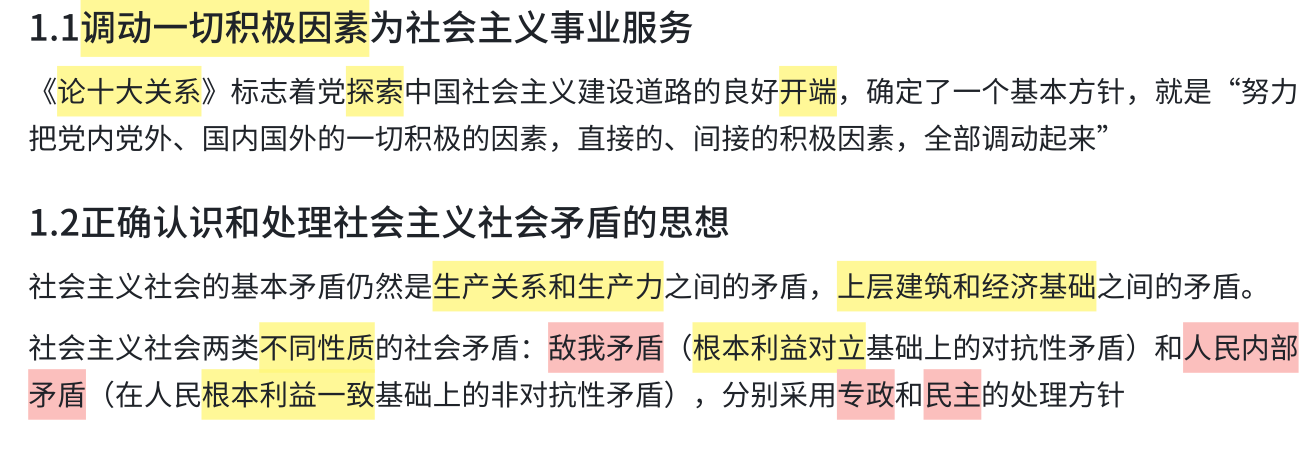 1.1调动一切积极因素为社会主义事业服务
《论十大关系》标志着党探索中国社会主义建设道路的良好开端，确定了一个基本方针，就是“努力
把党内党外、国内国外的一切积极的因素，直接的、间接的积极因素，全部调动起来”
1.2正确认识和处理社会主义社会矛盾的思想
社会主义社会的基本矛盾仍然是生产关系和生产力之间的矛盾，上层建筑和经济基础之间的矛盾。
社会主义社会两类不同性质的社会矛盾：敌我矛盾（根本利益对立基础上的对抗性矛盾）和人民内部
矛盾（在人民根本利益一致基础上的非对抗性矛盾），分别采用专政和民主的处理方针